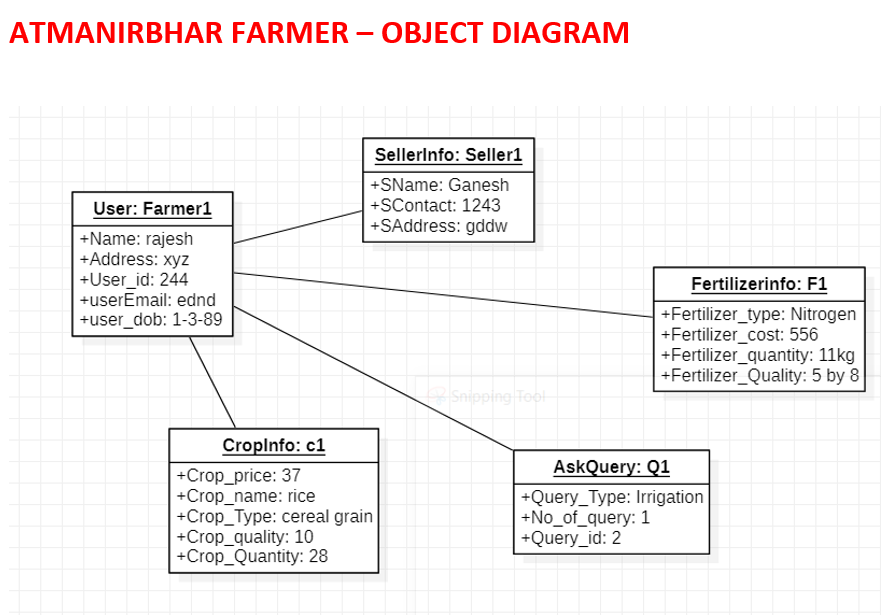 ATMANIRBHAR FARMER – OBJECT DIAGRAM
SellerInfo: Seller1
+SName: Ganesh
+SContact: 1243
+SAddress: gddw
User: Farmer1
+Name: rajesh
+Address: xyz
+User_id: 244
+userEmail: ednd
+user_dob: 1-3-89
Fertilizerinfo: F1
+Fertilizer_type: Nitrogen
+Fertilizer_cost: 556
+Fertilizer_quantity: 11kg
+Fertilizer_Quality: 5 by 8
Snipping Tool
CropInfo: c1
+Crop_price: 37
+Crop_name: rice
+Crop_Type: cereal grain
+Crop_quality: 10
+Crop_Quantity: 28
AskQuery: Q1
+Query_Type: Irrigation
+No_of_query: 1
+Query_id: 2